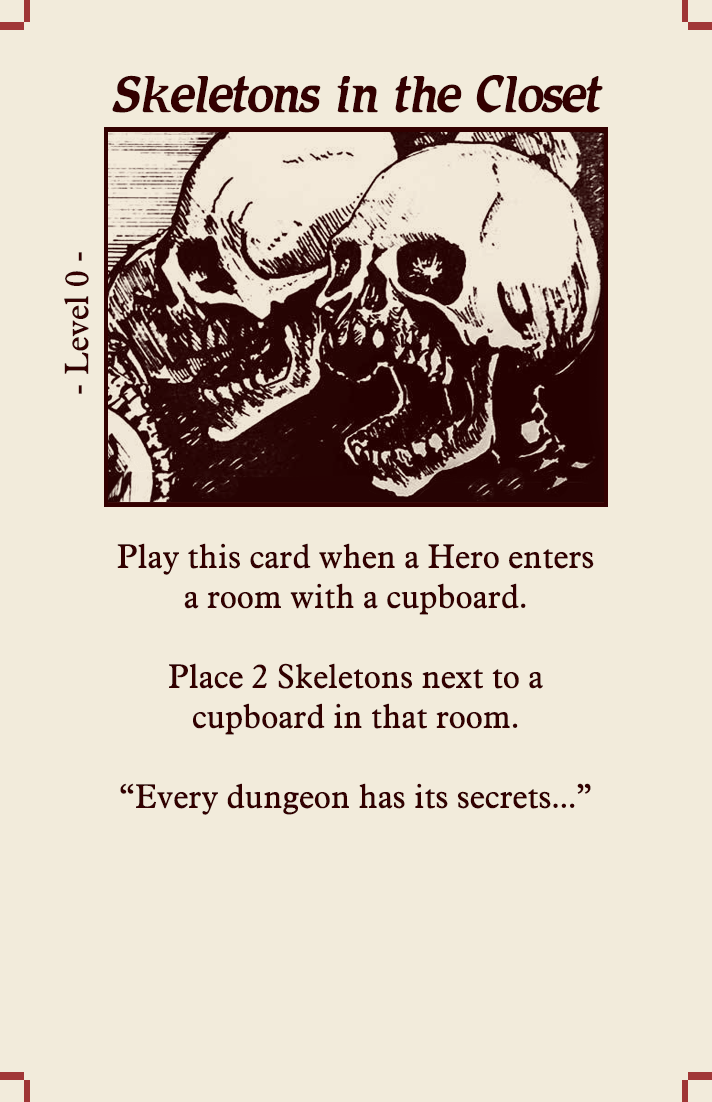 Skeletons in the Closet
- Level 0 -
Play this card when a Hero enters
a room with a cupboard.
Place 2 Skeletons next to a
cupboard in that room.
“Every dungeon has its secrets...”